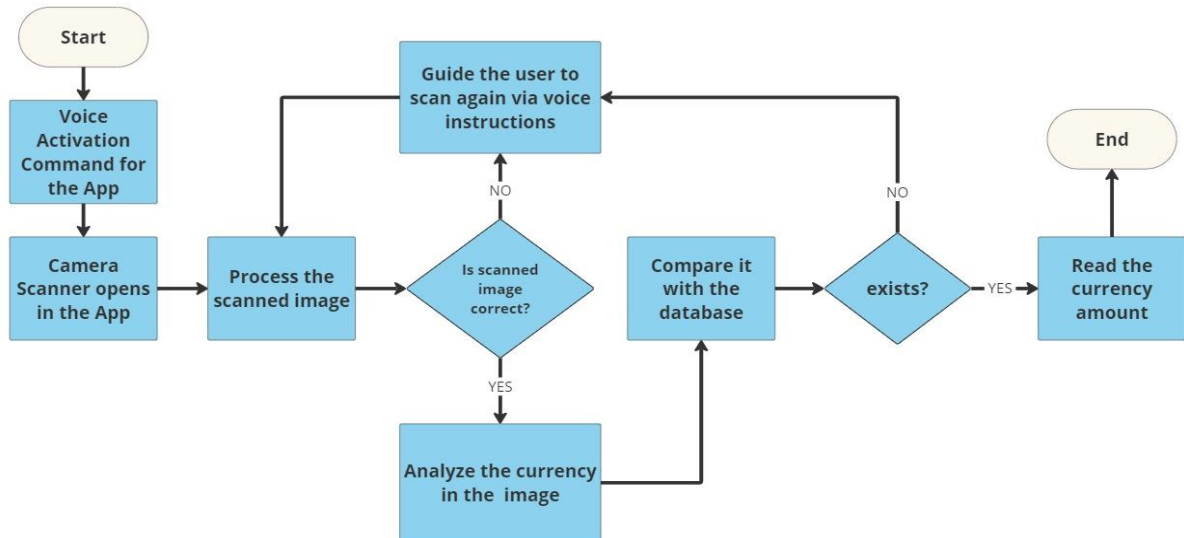 Start
Voice
Activation
Command for
the App
Camera
Scanner opens
in the App
Process the
scanned image
Guide the user to
scan again via voice
instructions
NO
Is scanned
image
correct?
YES
Analyze the currency
in the image
Compare it
with the
database
NO
exists?
YES
Read the
currency
amount
End